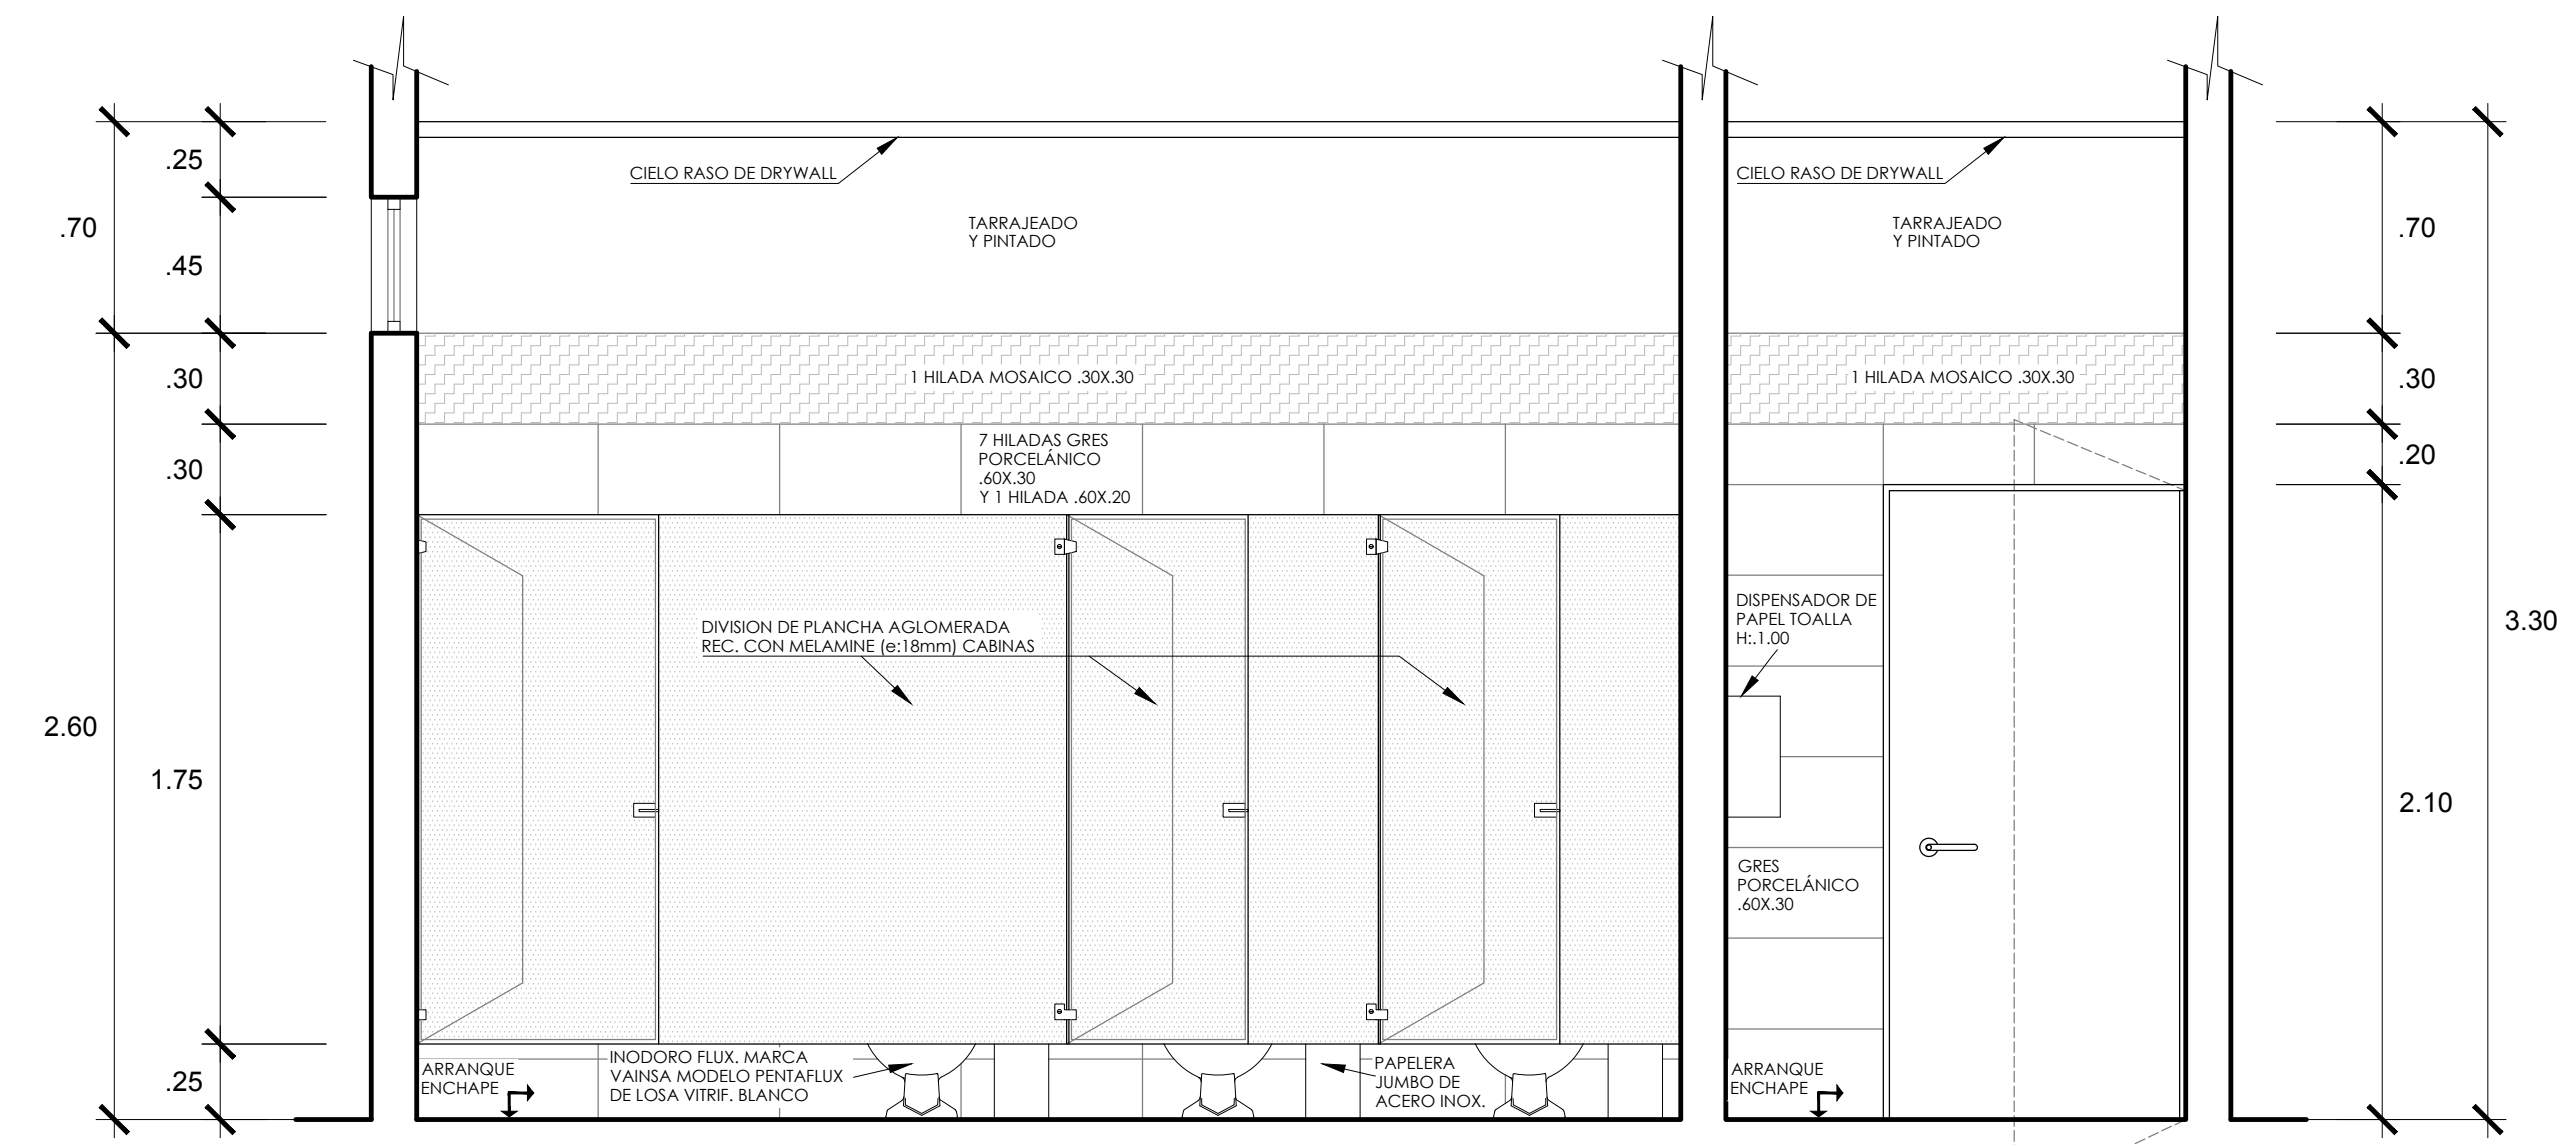 .25
.70
.45
.30
.30
2.60
1.75
.25
CIELO RASO DE DRYWALL
TARRAJEADO
Y PINTADO
1 HILADA MOSAICO .30X.30
7 HILADAS GRES
PORCELÁNICO
.60X.30
Y 1 HILADA .60X.20
DIVISION DE PLANCHA AGLOMERADA
REC. CON MELAMINE (e:18mm) CABINAS
ARRANQUE
ENCHAPE
INODORO FLUX. MARCA
VAINSA MODELO PENTAFLUX
DE LOSA VITRIF. BLANCO
PAPELERA
JUMBO DE
ACERO INOX.
CIELO RASO DE DRYWALL
TARRAJEADO
Y PINTADO
1 HILADA MOSAICO .30X.30
DISPENSADOR DE
PAPEL TOALLA
H:.1.00
GRES
PORCELÁNICO
.60X.30
ARRANQUE
ENCHAPE
.70
.30
.20
3.30
2.10